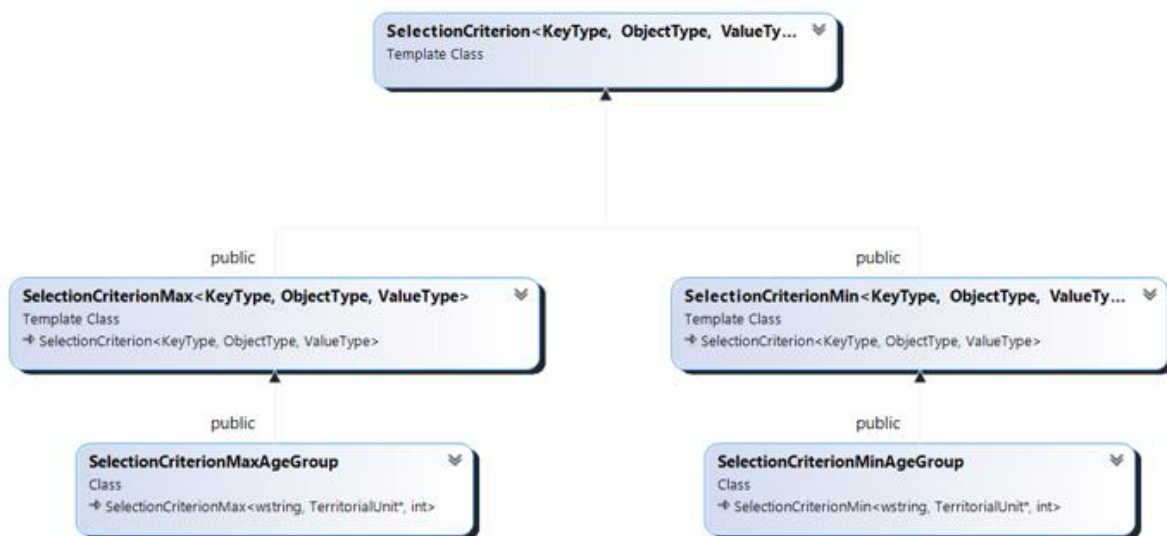 SelectionCriterion<KeyType, ObjectType, ValueTy...
Template Class
public
public
SelectionCriterionMax<KeyType, ObjectType, ValueType>
Template Class
SelectionCriterion<KeyType, ObjectType, ValueType>
SelectionCriterionMin<KeyType, ObjectType, ValueTy...
Template Class
SelectionCriterion<KeyType, ObjectType, ValueType>
public
public
SelectionCriterionMaxAgeGroup
Class
SelectionCriterionMax<wstring, TerritorialUnit*, int>
SelectionCriterionMinAgeGroup
Class
SelectionCriterionMin<wstring, TerritorialUnit*, int>